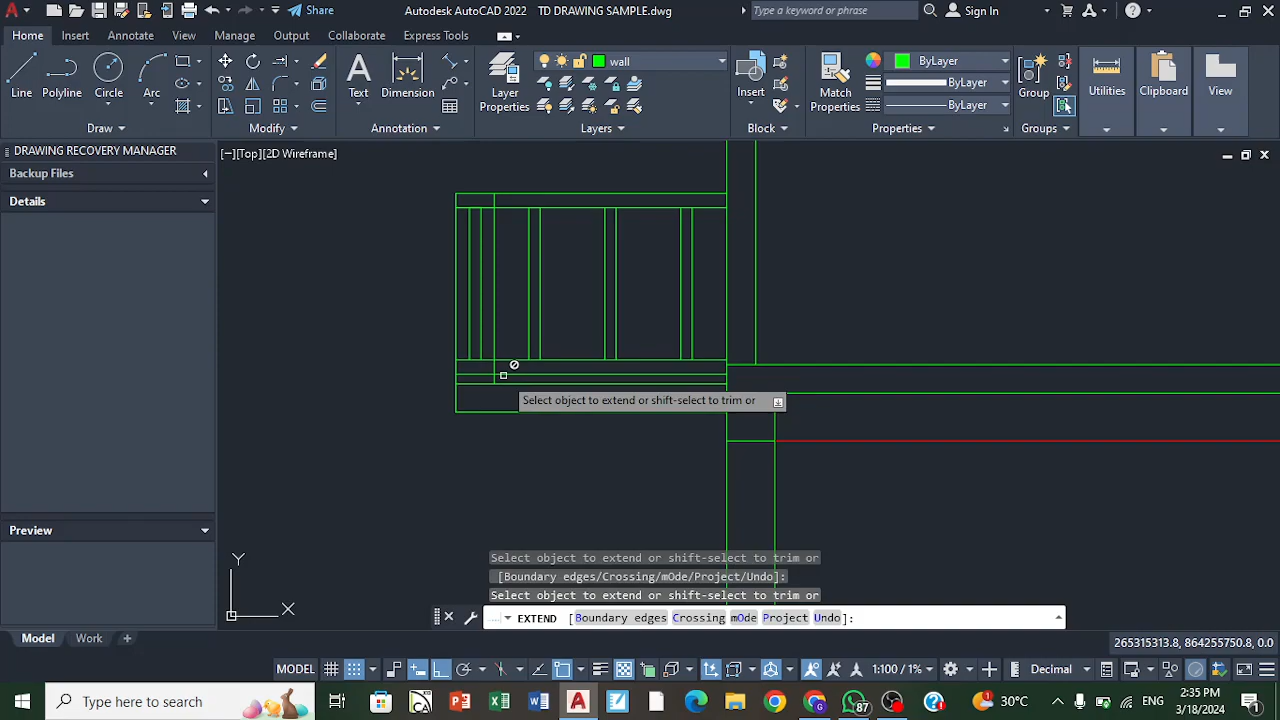 Share
Autodesk AutoCAD 2022 TD DRAWING SAMPLE.dwg
Type a keyword or phrase
Sign In
Home Insert Annotate View Manage Output Collaborate Express Tools
Line Polyline Circle Arc
Text Dimension
Layer Properties
wall
Insert
Match Properties
ByLayer
ByLayer
ByLayer
Group
Utilities
Clipboard
View
Draw
Modify
Annotation
Layers
Block
Properties
Groups
DRAWING RECOVERY MANAGER
Backup Files
Details
Preview
[−][Top][2D Wireframe]
Select object to extend or shift-select to trim or
Y
X
Select object to extend or shift-select to trim or
[Boundary edges/Crossing/mOde/Project/Undo]:
Select object to extend or shift-select to trim or
EXTEND [Boundary edges Crossing mOde Project Undo]:
Model Work
265315313.8, 864255750.8, 0.0
MODEL
1:100 / 1%
Decimal
Type here to search
87
30°C
ENG
2:35 PM
3/18/2024